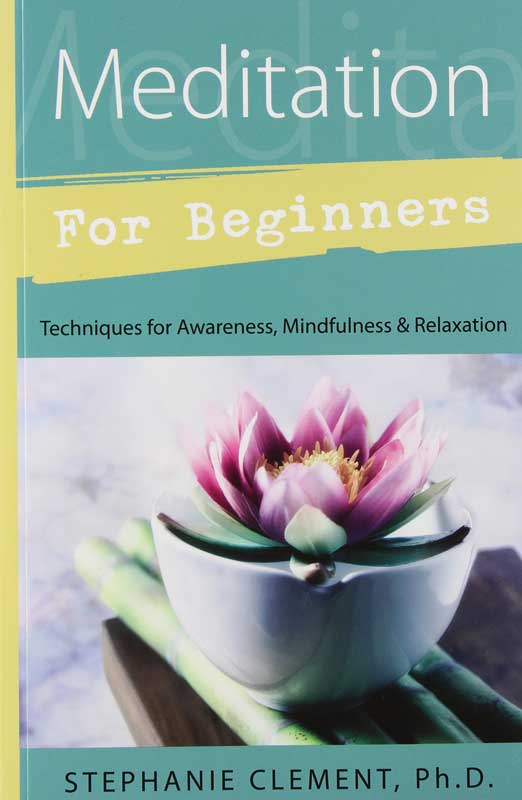 Meditation
For Beginners
Techniques for Awareness, Mindfulness & Relaxation
STEPHANIE CLEMENT, Ph.D.